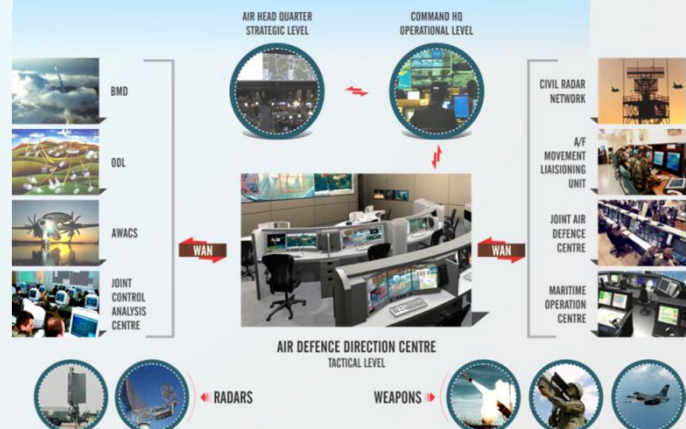 AIR HEAD QUARTER
STRATEGIC LEVEL
COMMAND HQ
OPERATIONAL LEVEL
BMD
ODL
AWACS
JOINT
CONTROL
ANALYSIS
CENTRE
WAN
WAN
CIVIL RADAR
NETWORK
A/F
MOVEMENT
LIAISIONING
UNIT
JOINT AIR
DEFENCE
CENTRE
MARITIME
OPERATION
CENTRE
AIR DEFENCE DIRECTION CENTRE
TACTICAL LEVEL
RADARS
WEAPONS